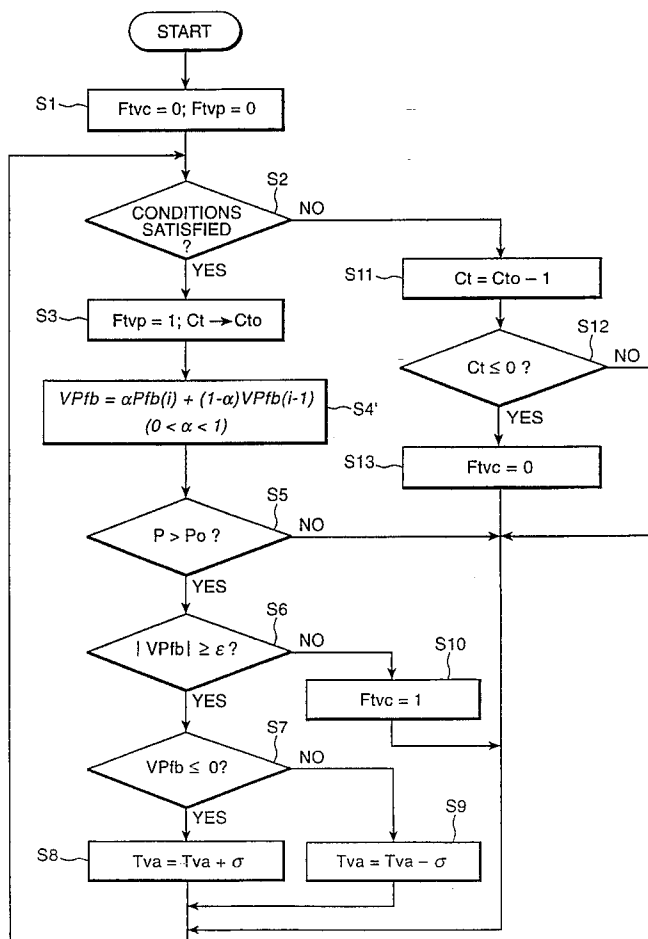 START
S1
Ftvc = 0; Ftvp = 0
S2
CONDITIONS
SATISFIED
?
NO
YES
S11
Ct = Cto – 1
S3
Ftvp = 1; Ct → Cto
S12
Ct ≤ 0 ?
NO
YES
VPfb = αPfb(i) + (1-α)VPfb(i-1)
(0 < α < 1)
S4'
S13
Ftvc = 0
S5
P > Po ?
NO
YES
S6
| VPfb | ≥ ε ?
NO
YES
S10
Ftvc = 1
S7
VPfb ≤ 0?
NO
YES
S8
Tva = Tva + σ
S9
Tva = Tva – σ